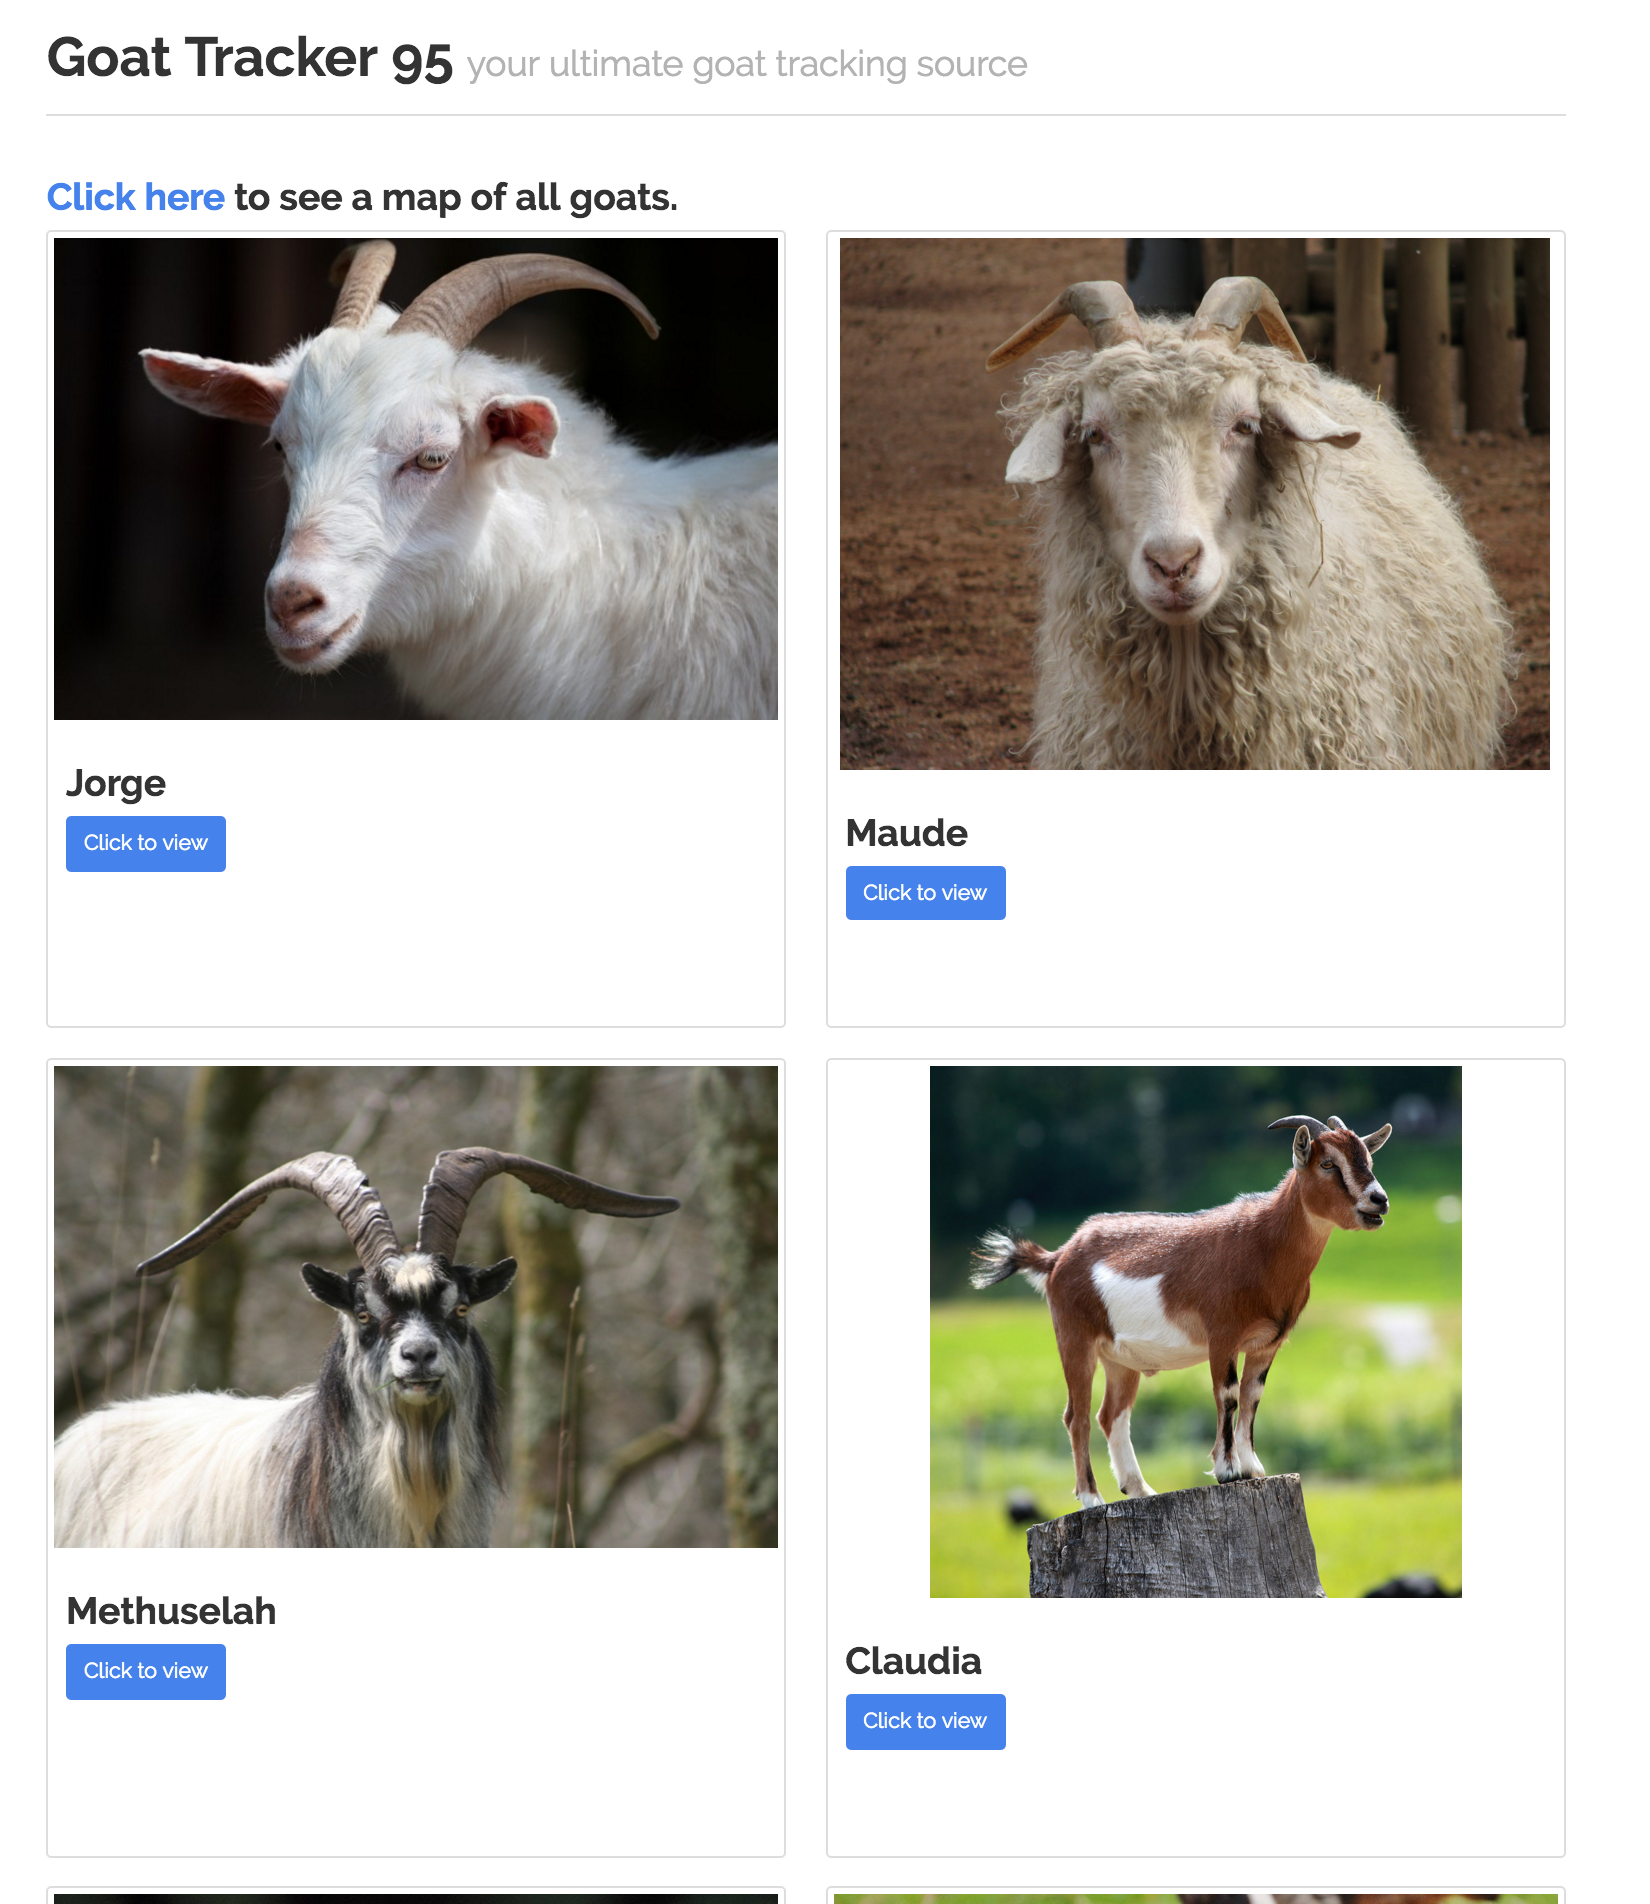 Goat Tracker 95 your ultimate goat tracking source
Click here to see a map of all goats.
Jorge
Click to view
Maude
Click to view
Methuselah
Click to view
Claudia
Click to view